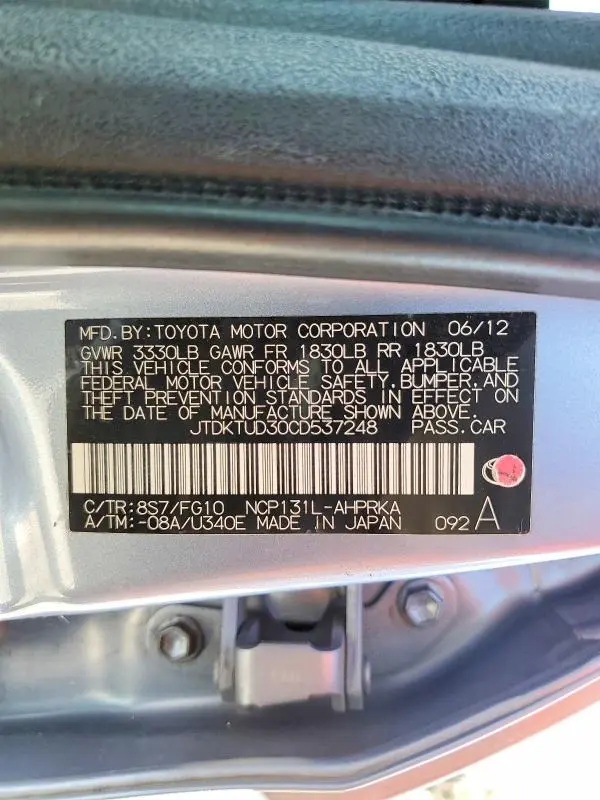 MFD. BY: TOYOTA MOTOR CORPORATION 06/12
GVWR 3330LB GAWR FR 1830LB RR 1830LB
THIS VEHICLE CONFORMS TO ALL APPLICABLE
FEDERAL MOTOR VEHICLE SAFETY, BUMPER, AND
THEFT PREVENTION STANDARDS IN EFFECT ON
THE DATE OF MANUFACTURE SHOWN ABOVE.
JTDKTUD30CD537248 PASS.CAR
C/TR:8S7/FG10 NCP131L-AHPRKA
A/TM:-08A/U340E MADE IN JAPAN 092 A